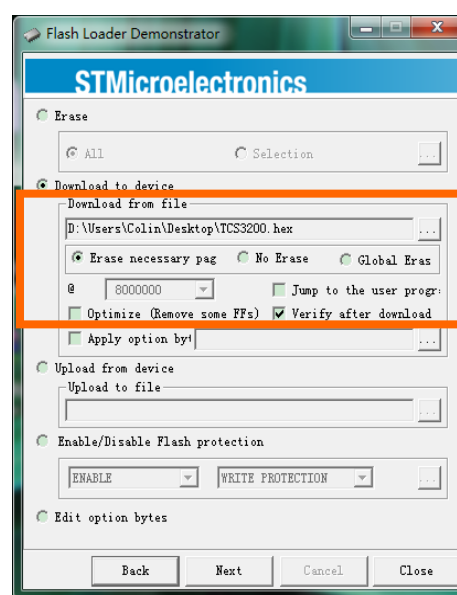 Flash Loader Demonstrator
STMicroelectronics
Erase
All Selection ...
Download to device
Download from file
D:\Users\Colin\Desktop\TCS3200.hex ...
Erase necessary pag No Erase Global Eras
@ 8000000 Jump to the user progr
Optimize (Remove some FFs) Verify after download
Apply option byt ...
Upload from device
Upload to file
...
Enable/Disable Flash protection
ENABLE WRITE PROTECTION ...
Edit option bytes
Back Next Cancel Close